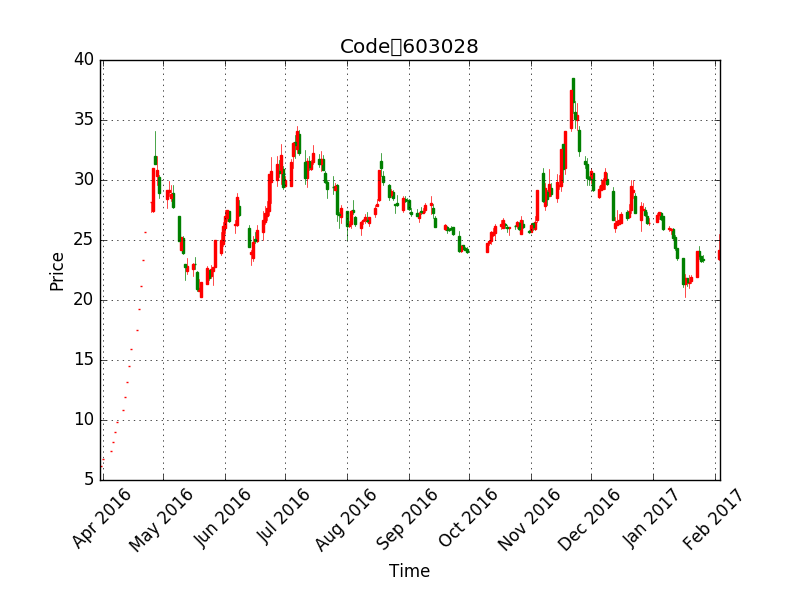 Code▯603028
40
35
30
25
20
15
10
5
Price
Apr 2016
May 2016
Jun 2016
Jul 2016
Aug 2016
Sep 2016
Oct 2016
Nov 2016
Dec 2016
Jan 2017
Feb 2017
Time